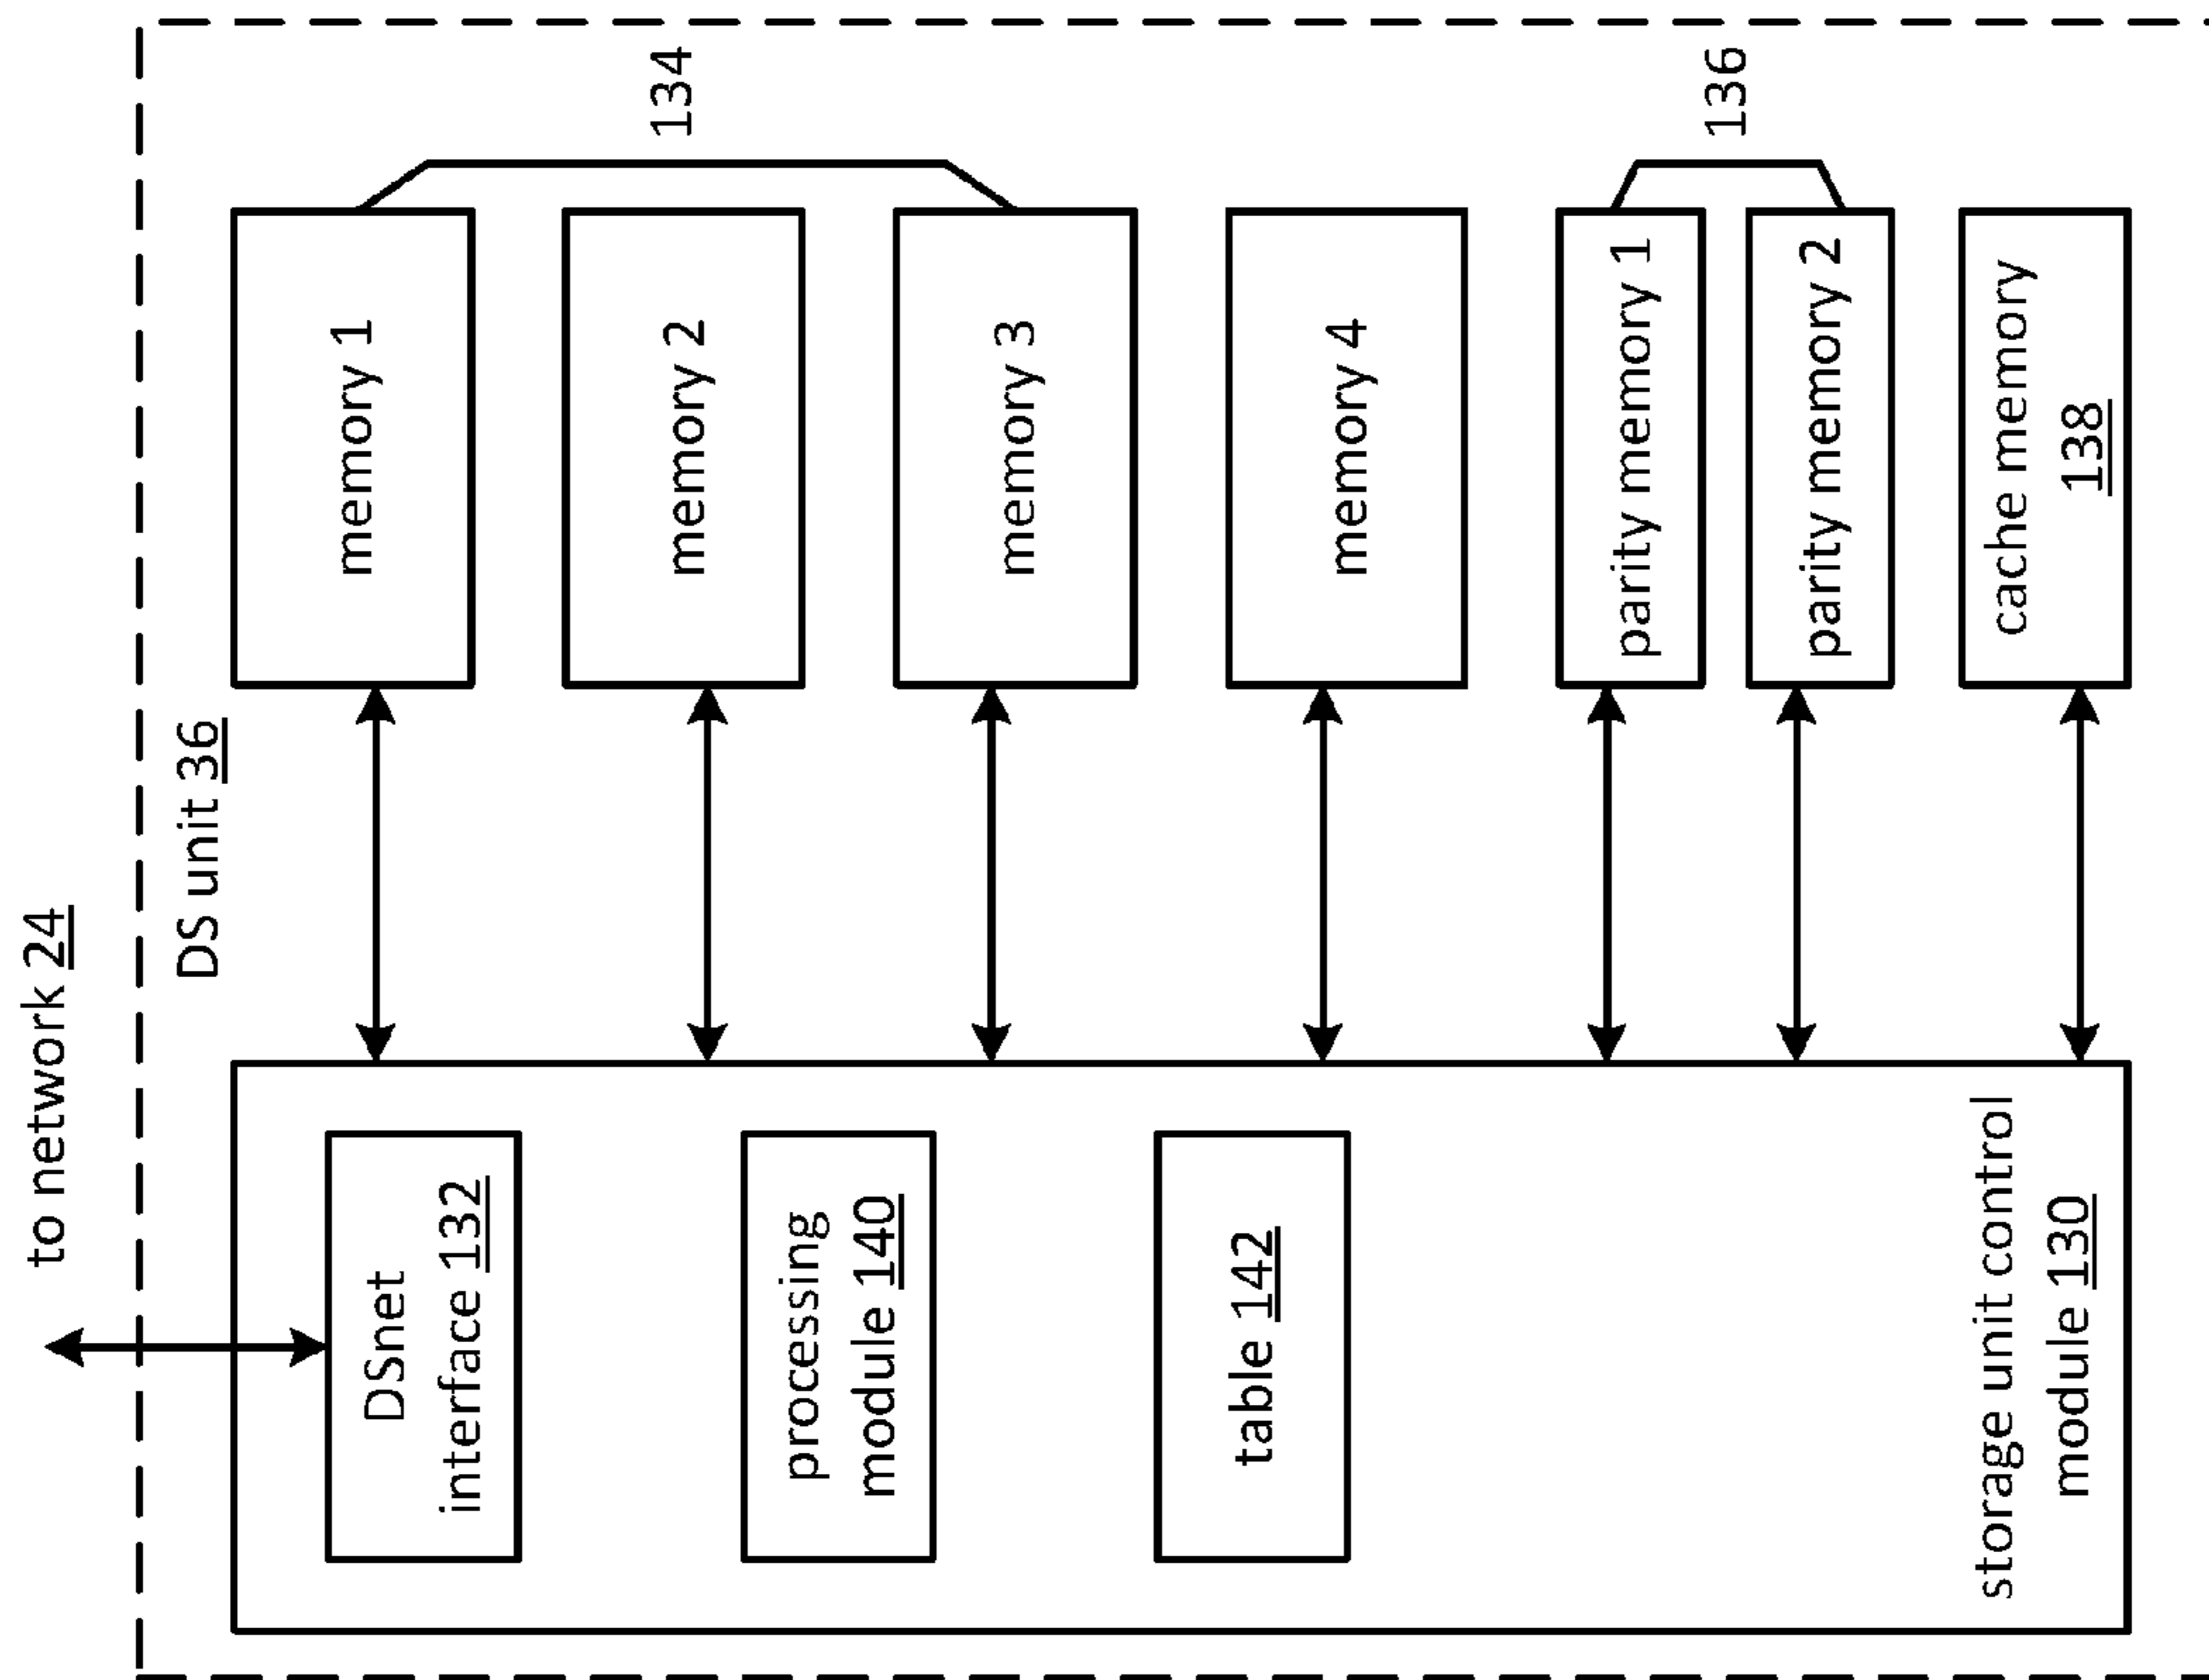 to network 24
DS unit 36
DSnet
interface 132
processing
module 140
table 142
storage unit control
module 130
memory 1
memory 2
memory 3
memory 4
parity memory 1
parity memory 2
cache memory
138
134
136